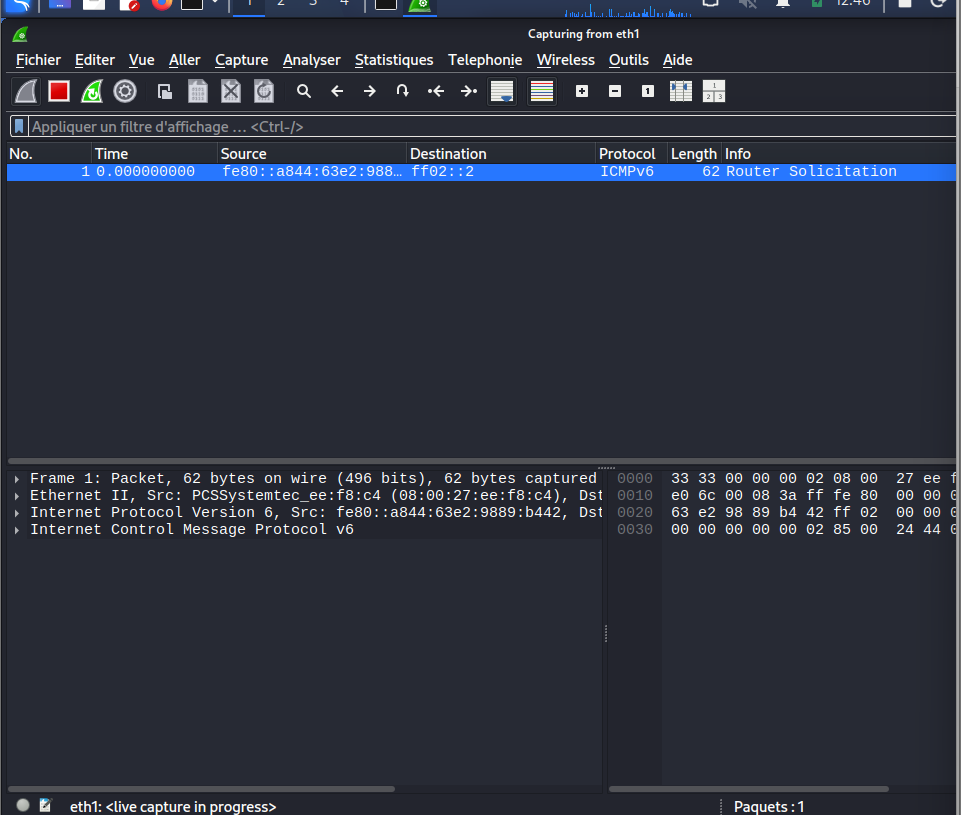 1 2 3 4 12:46
Capturing from eth1
Fichier Editer Vue Aller Capture Analyser Statistiques Telephonie Wireless Outils Aide
Appliquer un filtre d'affichage … <Ctrl-/>
No. Time Source Destination Protocol Length Info
1 0.000000000 fe80::a844:63e2:988… ff02::2 ICMPv6 62 Router Solicitation
Frame 1: Packet, 62 bytes on wire (496 bits), 62 bytes captured
Ethernet II, Src: PCSSystemtec_ee:f8:c4 (08:00:27:ee:f8:c4), Dst
Internet Protocol Version 6, Src: fe80::a844:63e2:9889:b442, Dst
Internet Control Message Protocol v6
0000 33 33 00 00 00 02 08 00 27 ee f
0010 e0 6c 00 08 3a ff fe 80 00 00 0
0020 63 e2 98 89 b4 42 ff 02 00 00 0
0030 00 00 00 00 00 02 85 00 24 44 0
eth1: <live capture in progress>
Paquets : 1